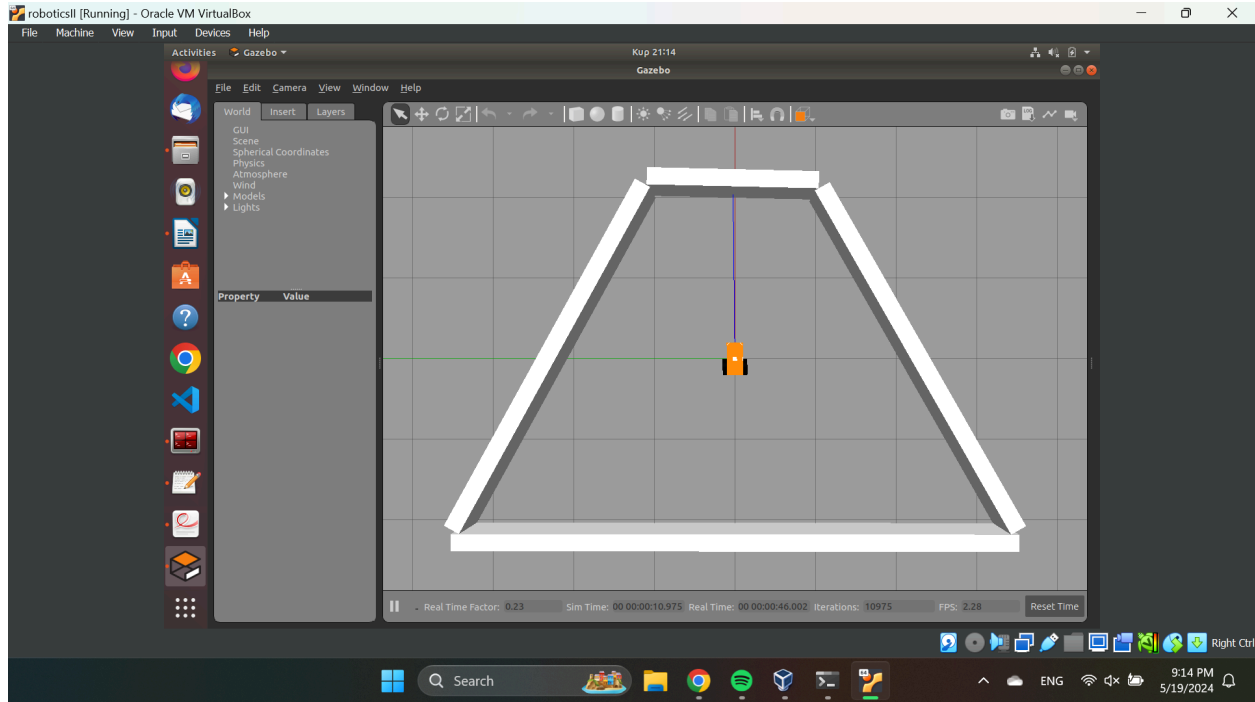 roboticsII [Running] - Oracle VM VirtualBox
File Machine View Input Devices Help
Activities Gazebo Κυρ 21:14
Gazebo
File Edit Camera View Window Help
World Insert Layers
GUI
Scene
Spherical Coordinates
Physics
Atmosphere
Wind
Models
Lights
Property Value
Real Time Factor: 0.23 Sim Time: 00 00:00:10.975 Real Time: 00 00:00:46.002 Iterations: 10975 FPS: 2.28 Reset Time
Right Ctrl
Search
ENG
9:14 PM
5/19/2024